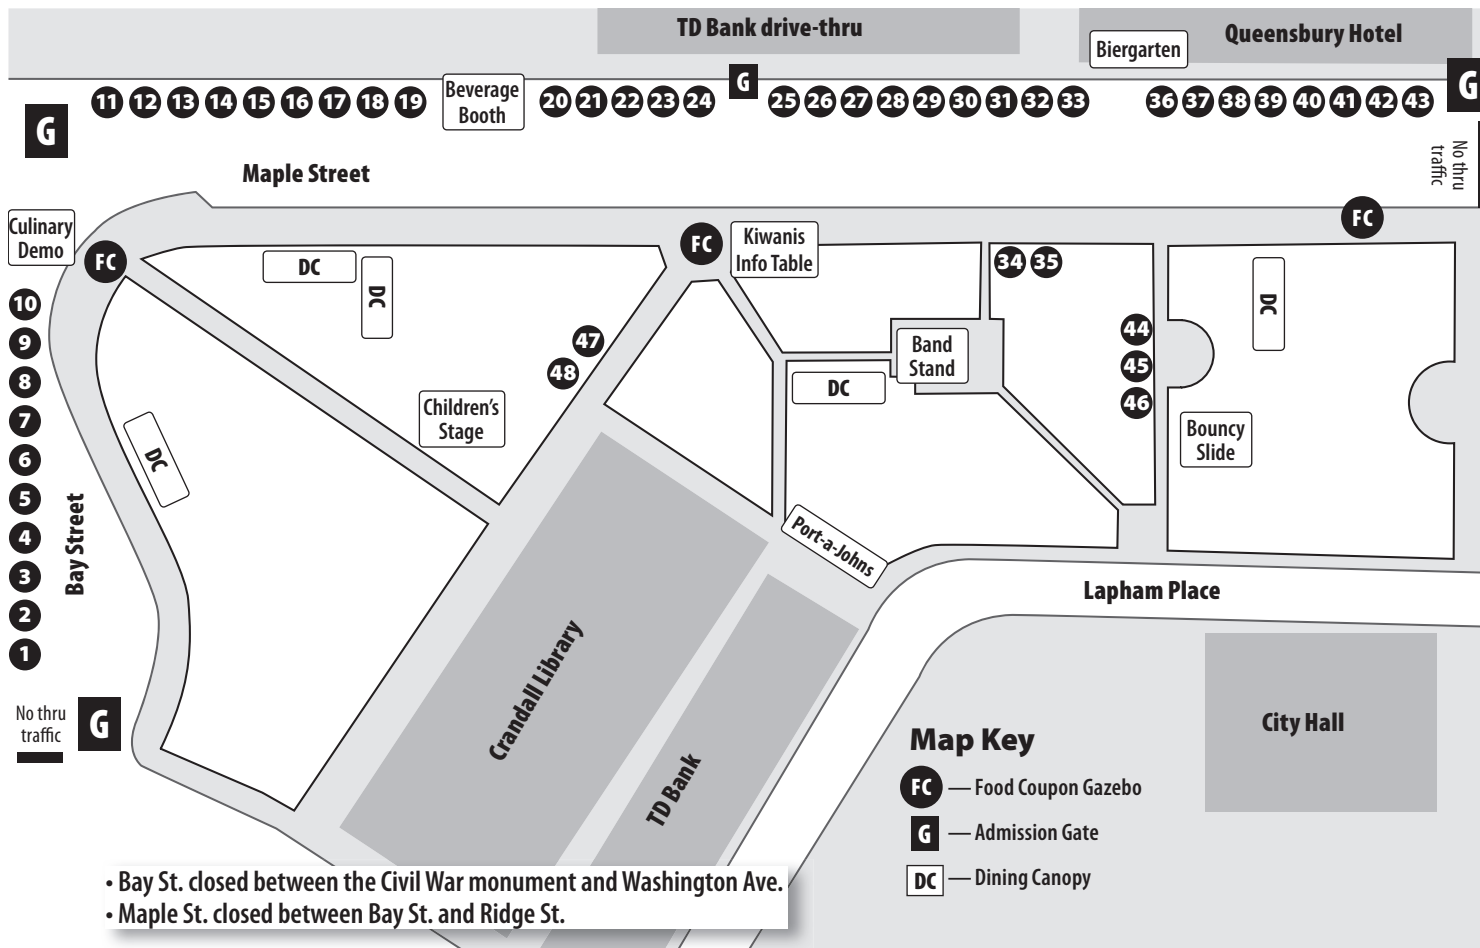 TD Bank drive-thru
Queensbury Hotel
Biergarten
G
G
11 12 13 14 15 16 17 18 19
Beverage
Booth
20 21 22 23 24
25 26 27 28 29 30 31 32 33
36 37 38 39 40 41 42 43
G
No thru
traffic
Maple Street
Culinary
Demo
FC
FC
Kiwanis
Info Table
FC
DC
DC
34 35
DC
10
9
8
7
6
5
4
3
2
1
47
48
44
45
46
Band
Stand
DC
Children's
Stage
Bouncy
Slide
DC
Bay Street
Port-a-Johns
Lapham Place
No thru
traffic
G
Crandall Library
TD Bank
City Hall
Map Key
FC — Food Coupon Gazebo
G — Admission Gate
DC — Dining Canopy
• Bay St. closed between the Civil War monument and Washington Ave.
• Maple St. closed between Bay St. and Ridge St.